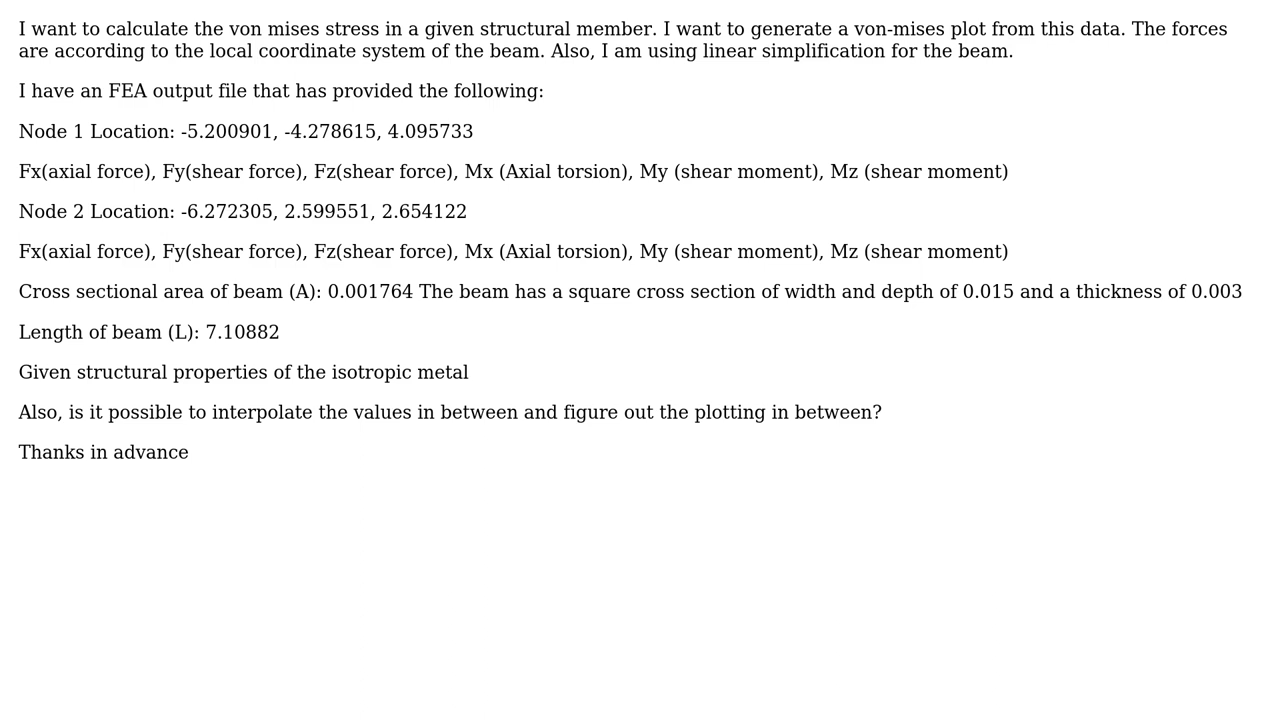 I want to calculate the von mises stress in a given structural member. I want to generate a von-mises plot from this data. The forces
are according to the local coordinate system of the beam. Also, I am using linear simplification for the beam.
I have an FEA output file that has provided the following:
Node 1 Location: -5.200901, -4.278615, 4.095733
Fx(axial force), Fy(shear force), Fz(shear force), Mx (Axial torsion), My (shear moment), Mz (shear moment)
Node 2 Location: -6.272305, 2.599551, 2.654122
Fx(axial force), Fy(shear force), Fz(shear force), Mx (Axial torsion), My (shear moment), Mz (shear moment)
Cross sectional area of beam (A): 0.001764 The beam has a square cross section of width and depth of 0.015 and a thickness of 0.003
Length of beam (L): 7.10882
Given structural properties of the isotropic metal
Also, is it possible to interpolate the values in between and figure out the plotting in between?
Thanks in advance